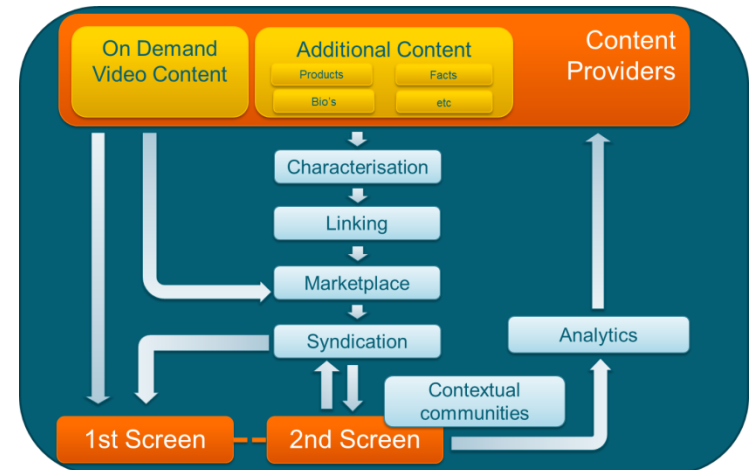 On Demand
Video Content
Additional Content
Products
Facts
Bio's
etc
Content
Providers
Characterisation
Linking
Marketplace
Syndication
Analytics
Contextual
communities
1st Screen
2nd Screen